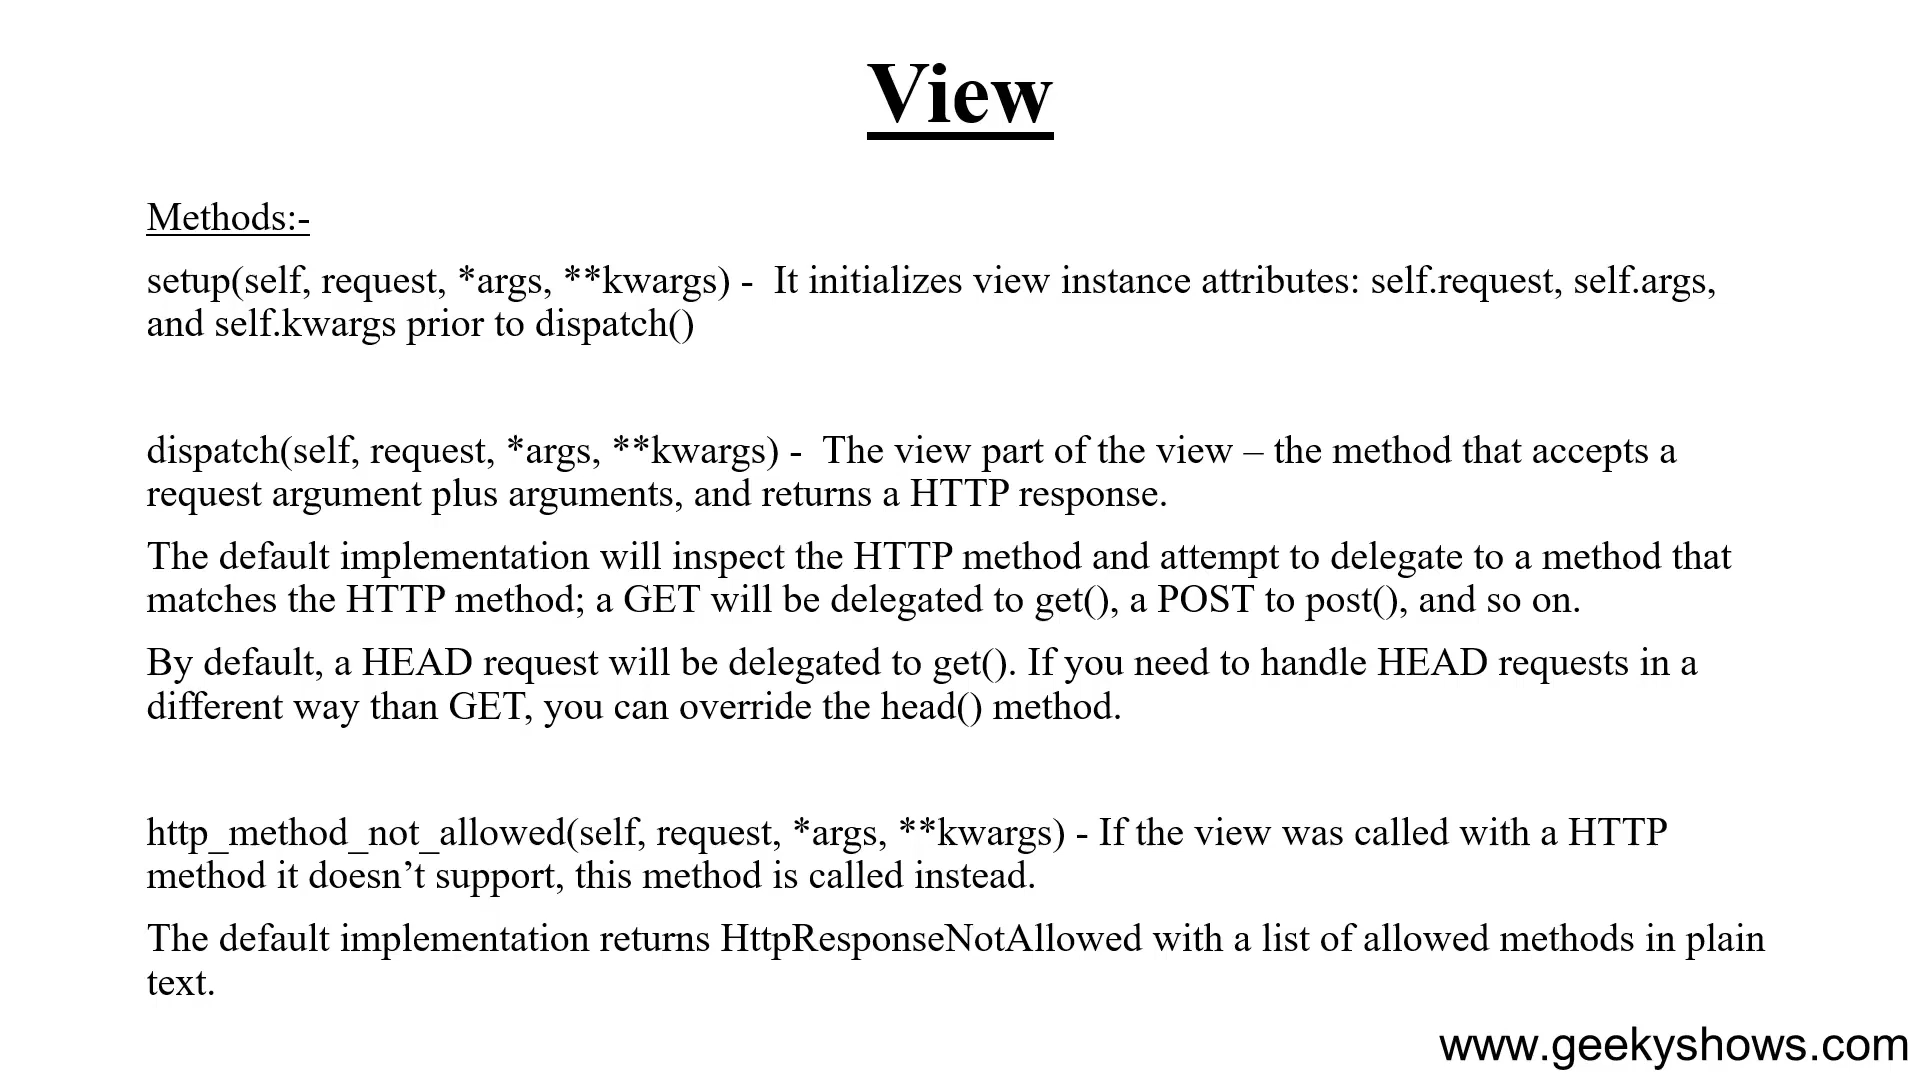 View
Methods:-
setup(self, request, *args, **kwargs) -  It initializes view instance attributes: self.request, self.args,
and self.kwargs prior to dispatch()
dispatch(self, request, *args, **kwargs) -  The view part of the view – the method that accepts a
request argument plus arguments, and returns a HTTP response.
The default implementation will inspect the HTTP method and attempt to delegate to a method that
matches the HTTP method; a GET will be delegated to get(), a POST to post(), and so on.
By default, a HEAD request will be delegated to get(). If you need to handle HEAD requests in a
different way than GET, you can override the head() method.
http_method_not_allowed(self, request, *args, **kwargs) - If the view was called with a HTTP
method it doesn’t support, this method is called instead.
The default implementation returns HttpResponseNotAllowed with a list of allowed methods in plain
text.
www.geekyshows.com